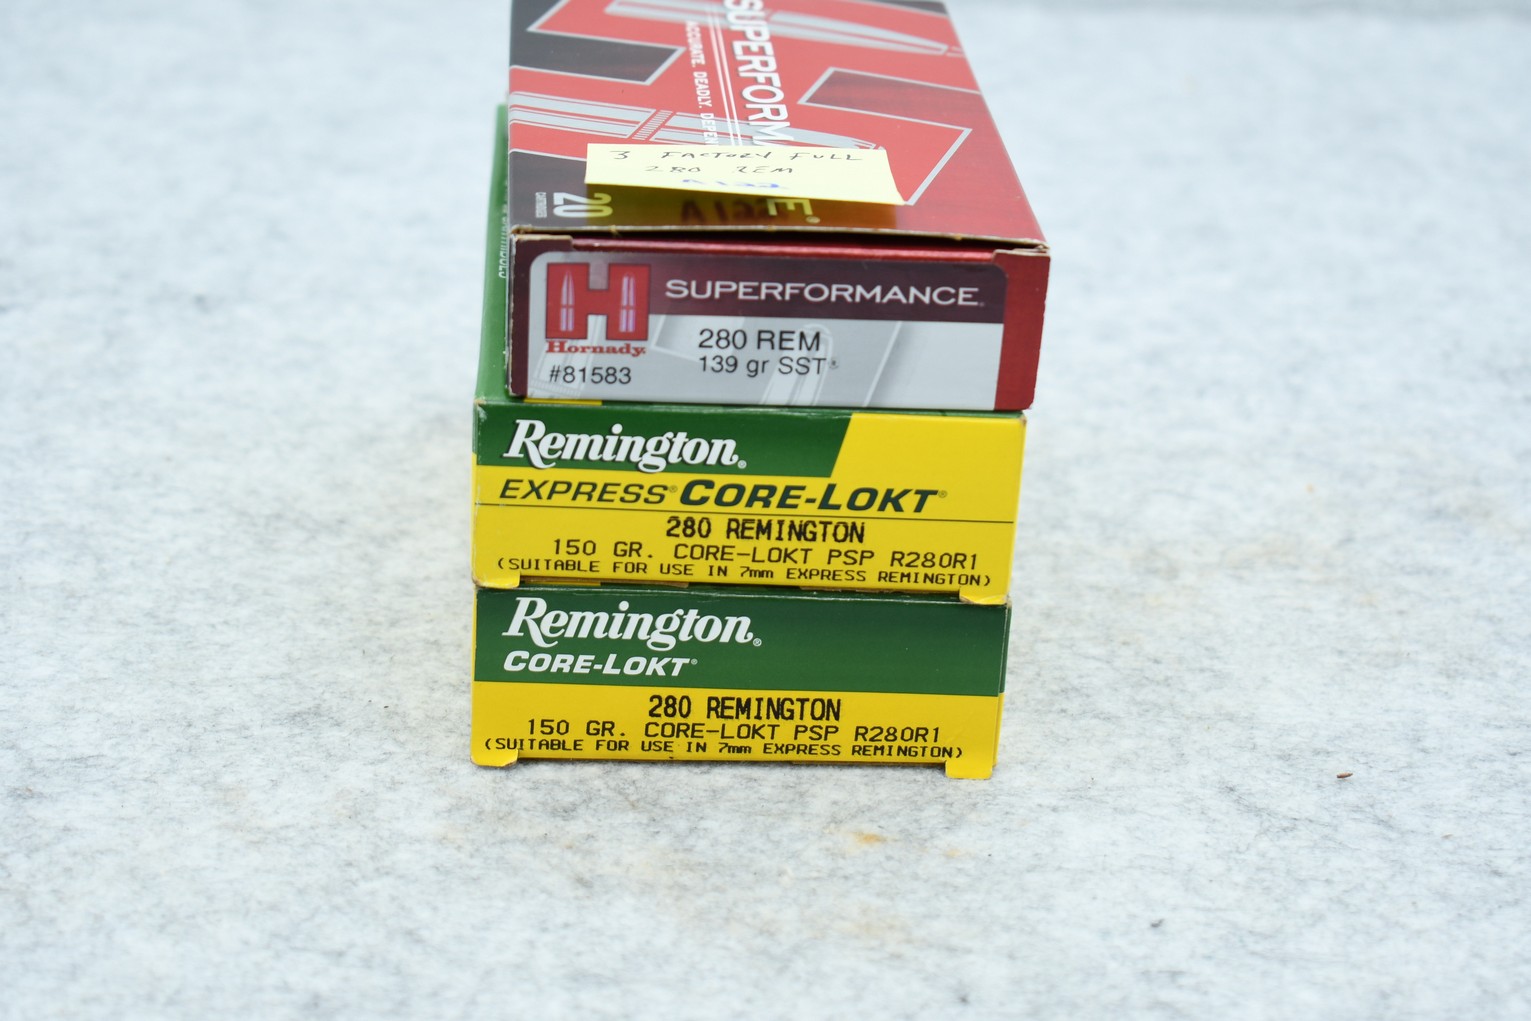 SUPERFORMA E®
ACCURATE. DEADLY. DEPEN
3 FACTORY FULL
280 REM
A122
20
CARTRIDGES
H
SUPERFORMANCE
Hornady®
#81583
280 REM
139 gr SST®
Remington®
EXPRESS® CORE-LOKT®
280 REMINGTON
150 GR. CORE-LOKT PSP R280R1
(SUITABLE FOR USE IN 7mm EXPRESS REMINGTON)
Remington®
CORE-LOKT®
280 REMINGTON
150 GR. CORE-LOKT PSP R280R1
(SUITABLE FOR USE IN 7mm EXPRESS REMINGTON)